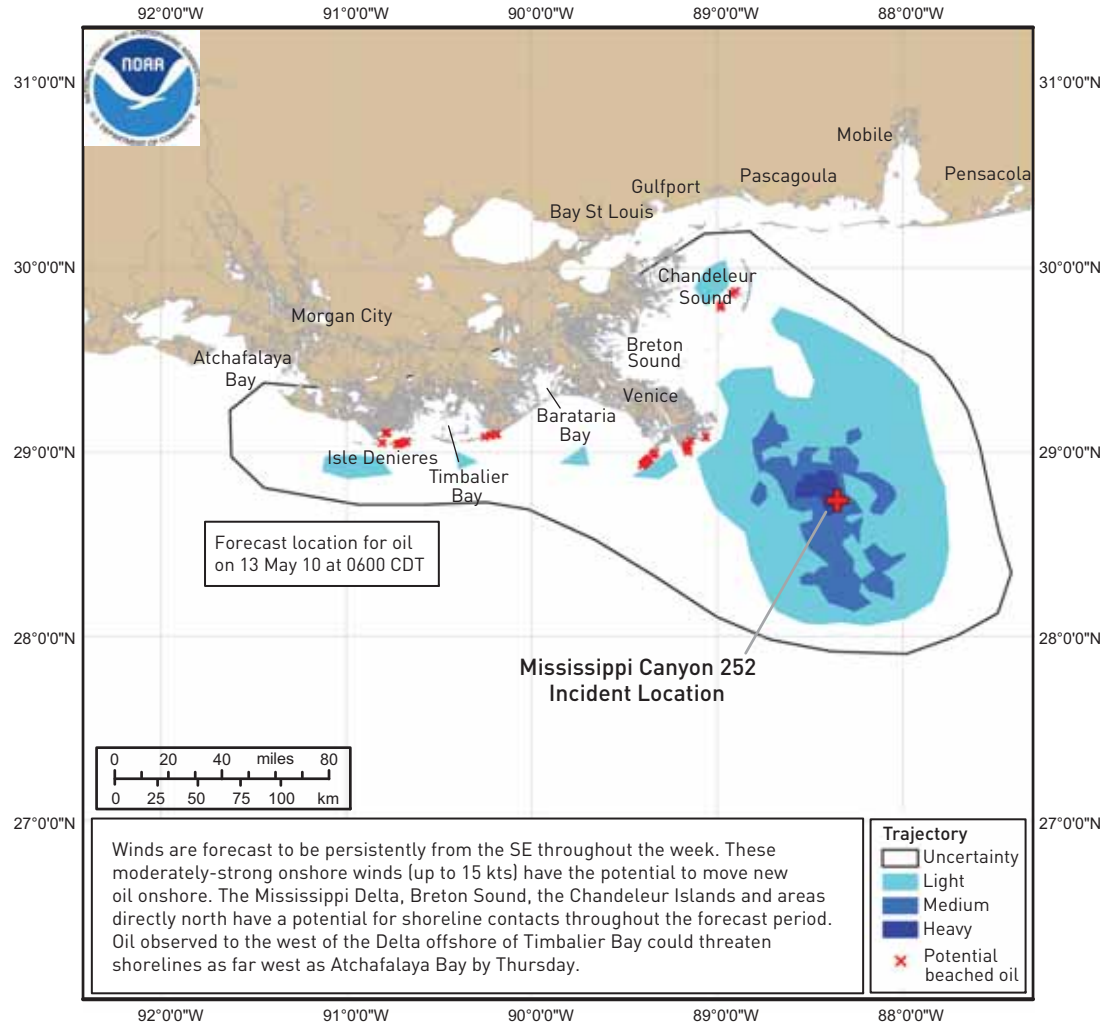 92°0'0"W 91°0'0"W 90°0'0"W 89°0'0"W 88°0'0"W
NOAA
NATIONAL OCEANIC AND ATMOSPHERIC ADMINISTRATION
U.S. DEPARTMENT OF COMMERCE
31°0'0"N 31°0'0"N
Mobile
Pascagoula Pensacola
Gulfport
Bay St Louis
30°0'0"N 30°0'0"N
Chandeleur
Sound
Morgan City
Breton
Sound
Atchafalaya
Bay
Venice
Barataria
Bay
29°0'0"N 29°0'0"N
Isle Denieres
Timbalier
Bay
Forecast location for oil
on 13 May 10 at 0600 CDT
28°0'0"N 28°0'0"N
Mississippi Canyon 252
Incident Location
0 20 40 miles 80
0 25 50 75 100 km
27°0'0"N 27°0'0"N
Winds are forecast to be persistently from the SE throughout the week. These
moderately-strong onshore winds (up to 15 kts) have the potential to move new
oil onshore. The Mississippi Delta, Breton Sound, the Chandeleur Islands and areas
directly north have a potential for shoreline contacts throughout the forecast period.
Oil observed to the west of the Delta offshore of Timbalier Bay could threaten
shorelines as far west as Atchafalaya Bay by Thursday.
Trajectory
Uncertainty
Light
Medium
Heavy
Potential
beached oil
92°0'0"W 91°0'0"W 90°0'0"W 89°0'0"W 88°0'0"W